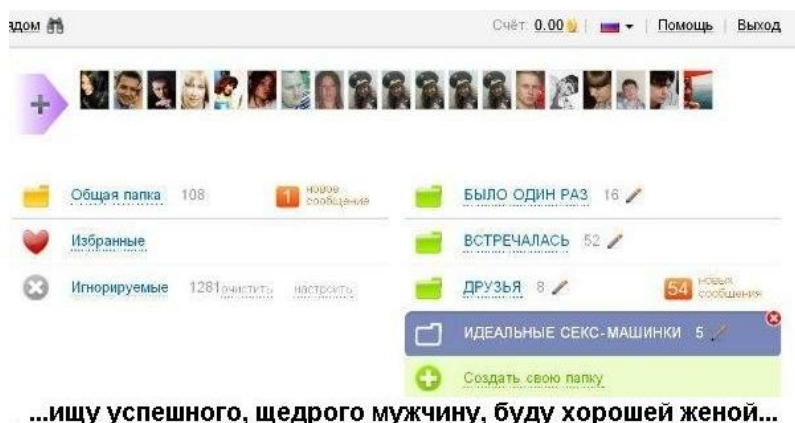 ядом Счёт: 0.00 Помощь Выход
Общая папка 108 1 новое сообщение
БЫЛО ОДИН РАЗ 16
Избранные
ВСТРЕЧАЛАСЬ 52
Игнорируемые 1281 очистить настроить
ДРУЗЬЯ 8 54 новых сообщения
ИДЕАЛЬНЫЕ СЕКС-МАШИНКИ 5
Создать свою папку
...ищу успешного, щедрого мужчину, буду хорошей женой...